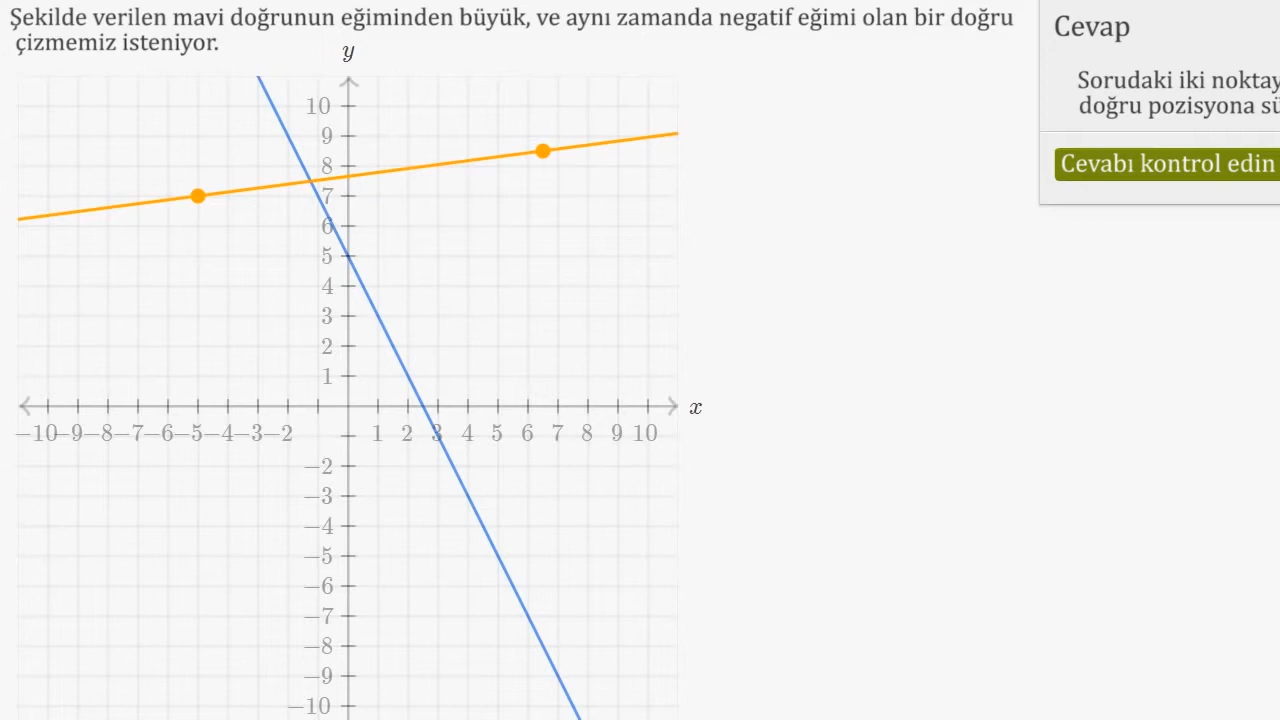 Şekilde verilen mavi doğrunun eğiminden büyük, ve aynı zamanda negatif eğimi olan bir doğru
çizmemiz isteniyor.
Cevap
Sorudaki iki noktay
doğru pozisyona sü
Cevabı kontrol edin
y
10
9
8
7
6
5
4
3
2
1
x
−10 −9 −8 −7 −6 −5 −4 −3 −2 1 2 3 4 5 6 7 8 9 10
−2
−3
−4
−5
−6
−7
−8
−9
−10